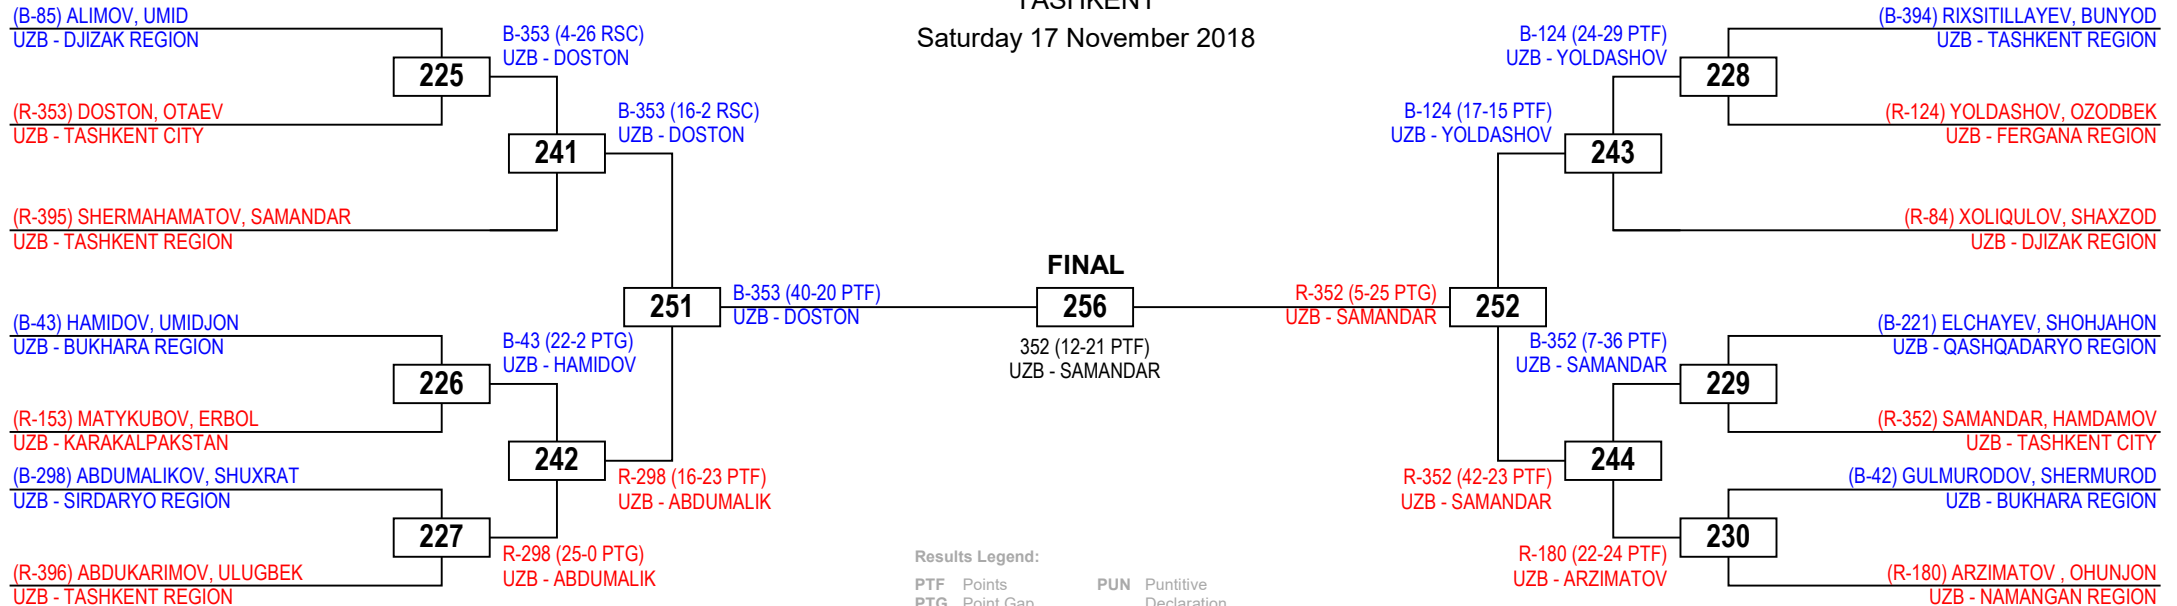 TASHKENT
Saturday 17 November 2018
(B-85) ALIMOV, UMID
UZB - DJIZAK REGION
225
(R-353) DOSTON, OTAEV
UZB - TASHKENT CITY
B-353 (4-26 RSC)
UZB - DOSTON
241
(R-395) SHERMAHAMATOV, SAMANDAR
UZB - TASHKENT REGION
B-353 (16-2 RSC)
UZB - DOSTON
251
(B-43) HAMIDOV, UMIDJON
UZB - BUKHARA REGION
226
(R-153) MATYKUBOV, ERBOL
UZB - KARAKALPAKSTAN
B-43 (22-2 PTG)
UZB - HAMIDOV
242
(B-298) ABDUMALIKOV, SHUXRAT
UZB - SIRDARYO REGION
227
(R-396) ABDUKARIMOV, ULUGBEK
UZB - TASHKENT REGION
R-298 (25-0 PTG)
UZB - ABDUMALIK
R-298 (16-23 PTF)
UZB - ABDUMALIK
B-353 (40-20 PTF)
UZB - DOSTON
FINAL
256
352 (12-21 PTF)
UZB - SAMANDAR
R-352 (5-25 PTG)
UZB - SAMANDAR
252
B-124 (17-15 PTF)
UZB - YOLDASHOV
243
B-124 (24-29 PTF)
UZB - YOLDASHOV
228
(B-394) RIXSITILLAYEV, BUNYOD
UZB - TASHKENT REGION
(R-124) YOLDASHOV, OZODBEK
UZB - FERGANA REGION
(R-84) XOLIQULOV, SHAXZOD
UZB - DJIZAK REGION
B-352 (7-36 PTF)
UZB - SAMANDAR
229
(B-221) ELCHAYEV, SHOHJAHON
UZB - QASHQADARYO REGION
(R-352) SAMANDAR, HAMDAMOV
UZB - TASHKENT CITY
R-352 (42-23 PTF)
UZB - SAMANDAR
244
(B-42) GULMURODOV, SHERMUROD
UZB - BUKHARA REGION
230
R-180 (22-24 PTF)
UZB - ARZIMATOV
(R-180) ARZIMATOV , OHUNJON
UZB - NAMANGAN REGION
Results Legend:
PTF Points PUN Puntitive
PTG Point Gap Declaration